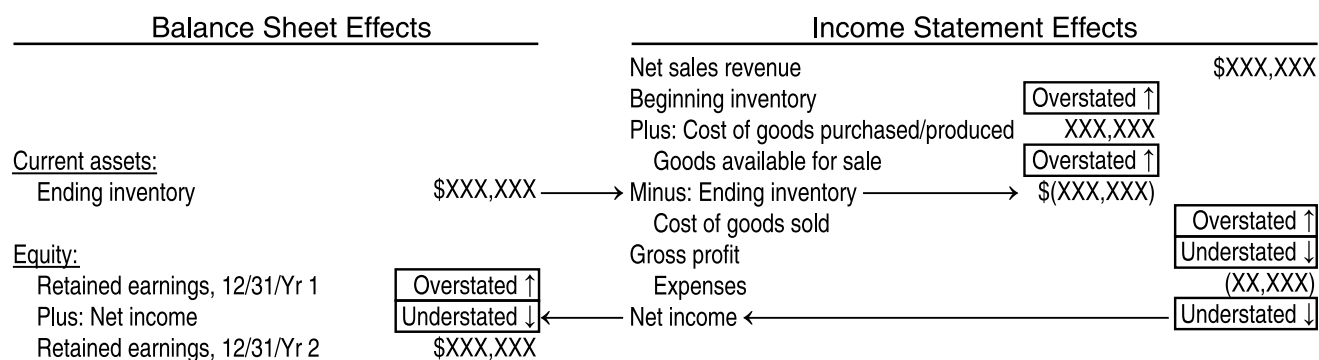 Balance Sheet Effects Income Statement Effects
Net sales revenue $XXX,XXX
Beginning inventory Overstated ↑
Plus: Cost of goods purchased/produced XXX,XXX
Current assets: Goods available for sale Overstated ↑
Ending inventory $XXX,XXX → Minus: Ending inventory → $(XXX,XXX)
Cost of goods sold Overstated ↑
Equity: Gross profit Understated ↓
Retained earnings, 12/31/Yr 1 Overstated ↑ Expenses (XX,XXX)
Plus: Net income Understated ↓ ← Net income ← Understated ↓
Retained earnings, 12/31/Yr 2 $XXX,XXX